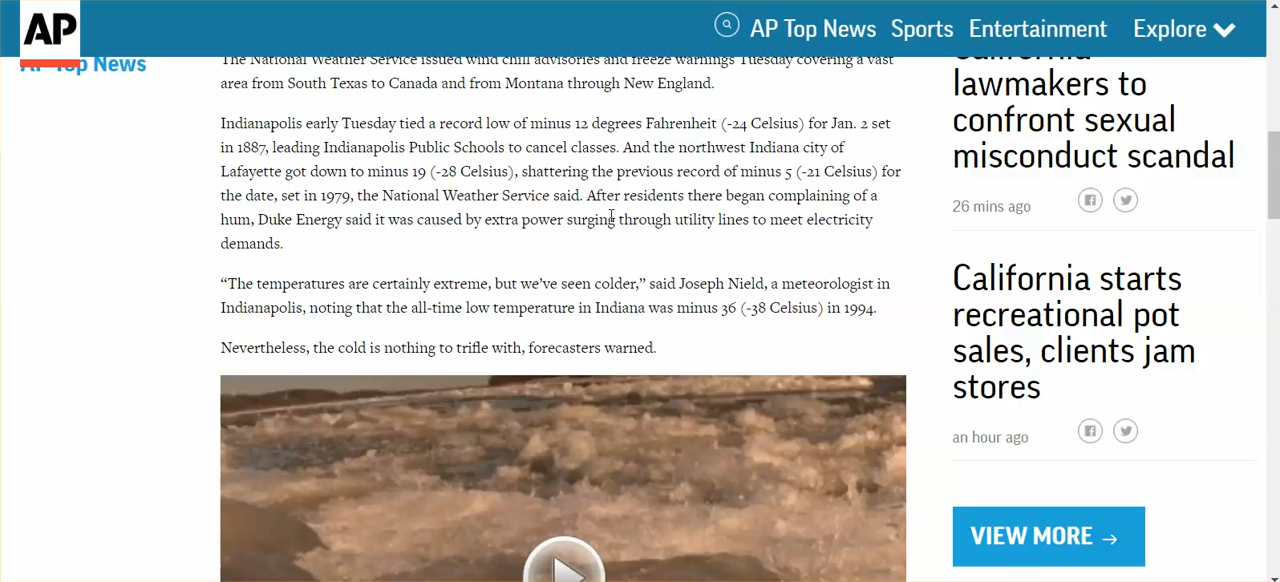 AP
AP Top News Sports Entertainment Explore
AP Top News
The National Weather Service issued wind chill advisories and freeze warnings Tuesday covering a vast
area from South Texas to Canada and from Montana through New England.
Indianapolis early Tuesday tied a record low of minus 12 degrees Fahrenheit (-24 Celsius) for Jan. 2 set
in 1887, leading Indianapolis Public Schools to cancel classes. And the northwest Indiana city of
Lafayette got down to minus 19 (-28 Celsius), shattering the previous record of minus 5 (-21 Celsius) for
the date, set in 1979, the National Weather Service said. After residents there began complaining of a
hum, Duke Energy said it was caused by extra power surging through utility lines to meet electricity
demands.
“The temperatures are certainly extreme, but we’ve seen colder,” said Joseph Nield, a meteorologist in
Indianapolis, noting that the all-time low temperature in Indiana was minus 36 (-38 Celsius) in 1994.
Nevertheless, the cold is nothing to trifle with, forecasters warned.
California
lawmakers to
confront sexual
misconduct scandal
26 mins ago
California starts
recreational pot
sales, clients jam
stores
an hour ago
VIEW MORE →